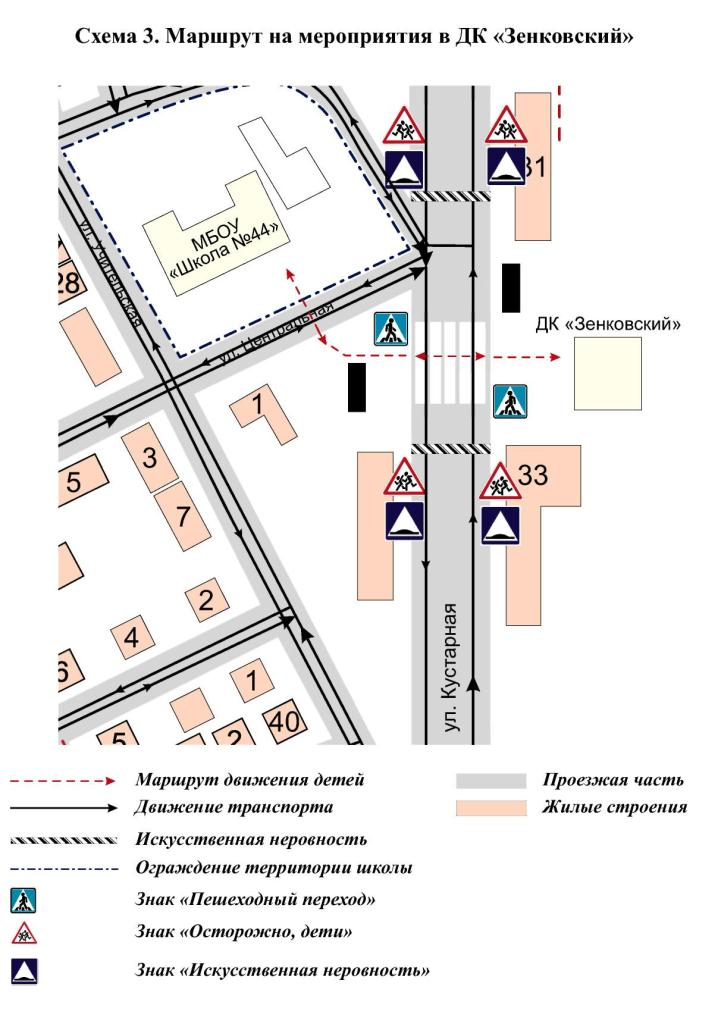 Схема 3. Маршрут на мероприятия в ДК «Зенковский»
31
МБОУ
«Школа №44»
ул. Учительская
28
ул. Центральная
ДК «Зенковский»
1
3
5
33
7
2
4
ул. Кустарная
6
1
40
5
2
Маршрут движения детей
Проезжая часть
Движение транспорта
Жилые строения
Искусственная неровность
Ограждение территории школы
Знак «Пешеходный переход»
Знак «Осторожно, дети»
Знак «Искусственная неровность»